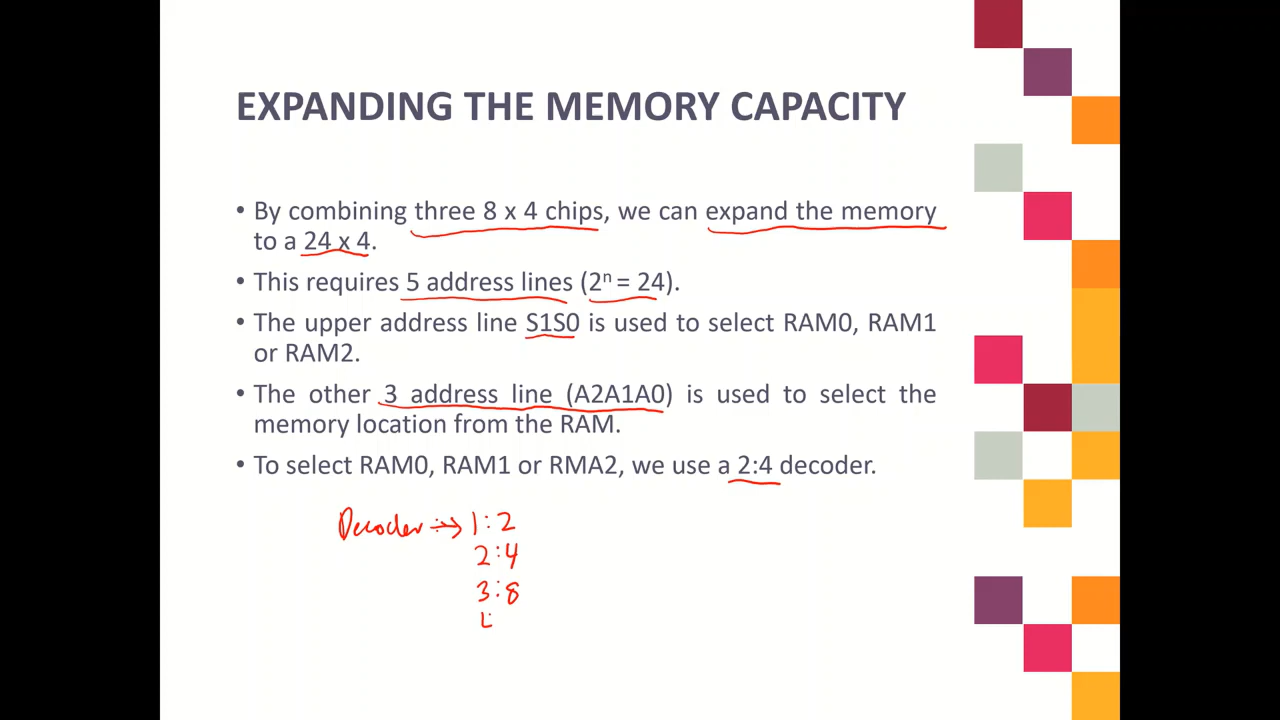 EXPANDING THE MEMORY CAPACITY
• By combining three 8 x 4 chips, we can expand the memory
to a 24 x 4.
• This requires 5 address lines (2ⁿ = 24).
• The upper address line S1S0 is used to select RAM0, RAM1
or RAM2.
• The other 3 address line (A2A1A0) is used to select the
memory location from the RAM.
• To select RAM0, RAM1 or RMA2, we use a 2:4 decoder.
Decoder → 1:2
2:4
3:8